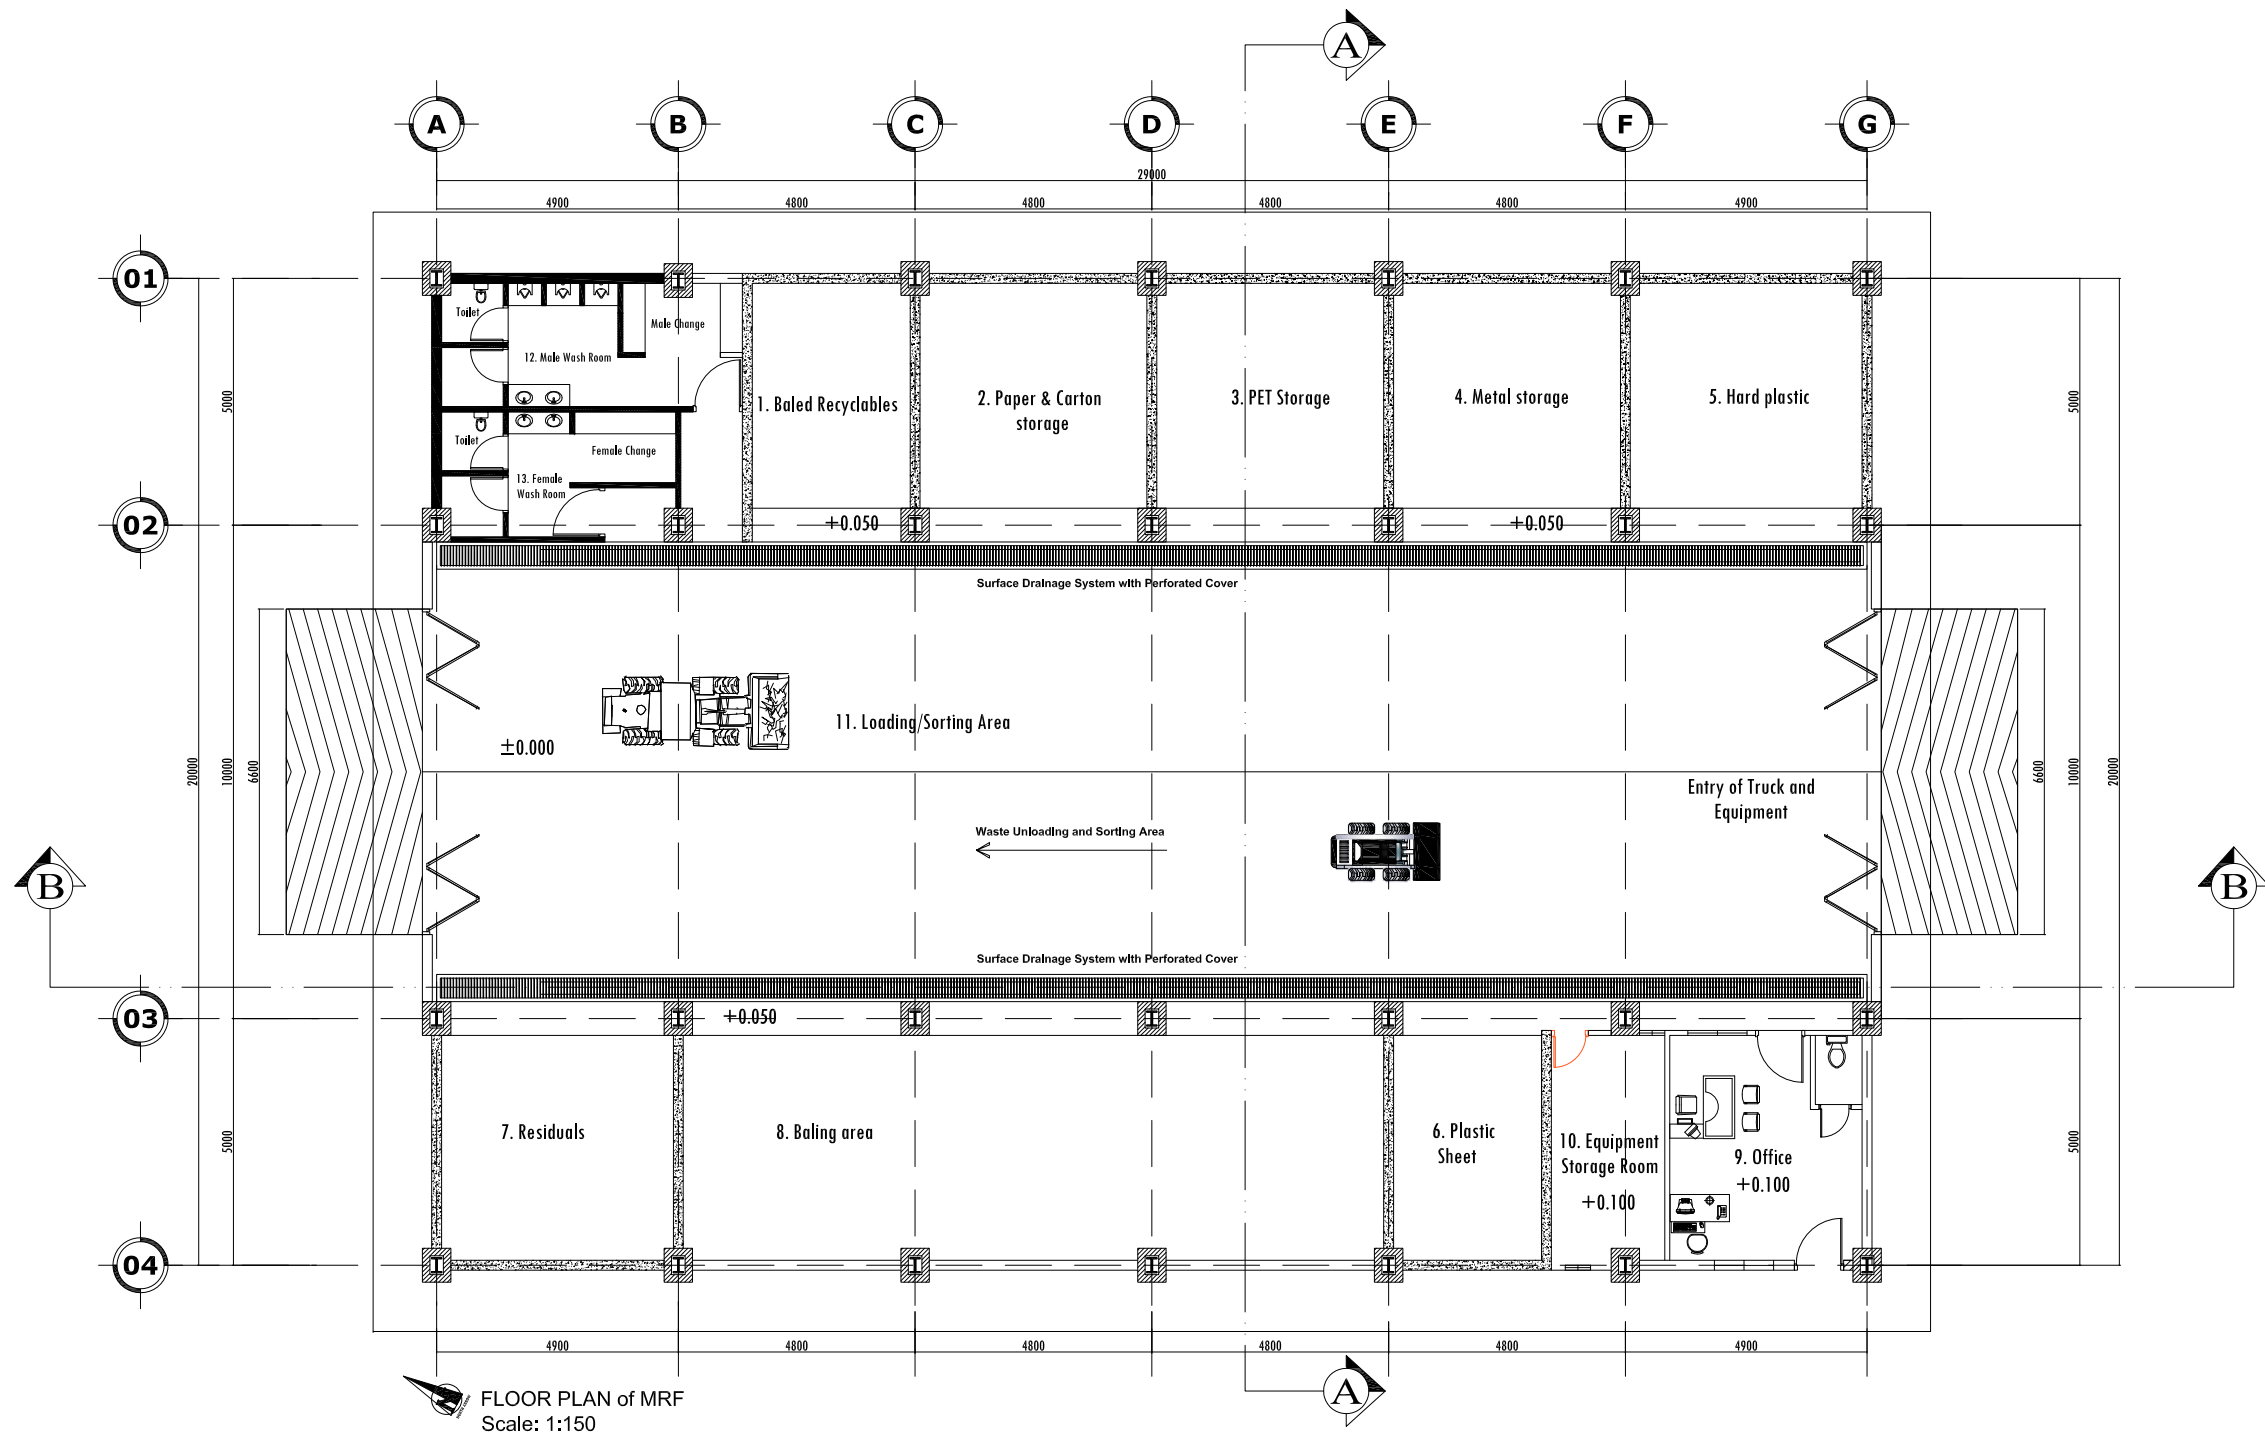 A
A B C D E F G
29000
4900 4800 4800 4800 4800 4900
01
Toilet
Male Change
12. Male Wash Room
5000
1. Baled Recyclables
2. Paper & Carton
storage
3. PET Storage
4. Metal storage
5. Hard plastic
5000
Toilet
Female Change
13. Female
Wash Room
02
+0.050
+0.050
Surface Drainage System with Perforated Cover
11. Loading/Sorting Area
±0.000
20000
10000
6600
6600
10000
20000
Entry of Truck and
Equipment
Waste Unloading and Sorting Area
B
B
Surface Drainage System with Perforated Cover
03
+0.050
7. Residuals
8. Baling area
6. Plastic
Sheet
5000
5000
10. Equipment
Storage Room
+0.100
9. Office
+0.100
04
4900 4800 4800 4800 4800 4900
A
FLOOR PLAN of MRF
Scale: 1:150